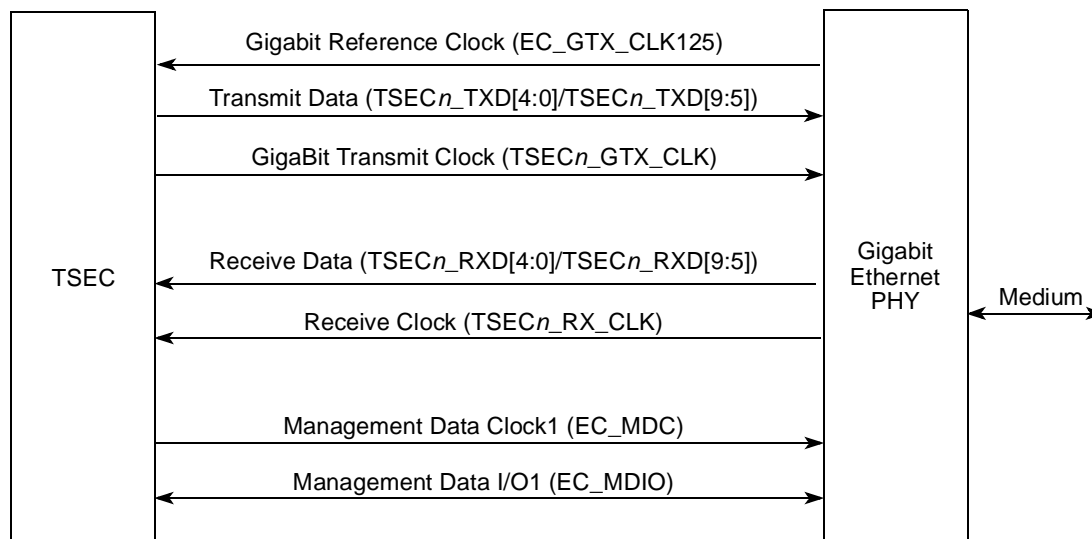 Gigabit Reference Clock (EC_GTX_CLK125)
Transmit Data (TSECn_TXD[4:0]/TSECn_TXD[9:5])
GigaBit Transmit Clock (TSECn_GTX_CLK)
TSEC
Receive Data (TSECn_RXD[4:0]/TSECn_RXD[9:5])
Receive Clock (TSECn_RX_CLK)
Management Data Clock1 (EC_MDC)
Management Data I/O1 (EC_MDIO)
Gigabit
Ethernet
PHY
Medium